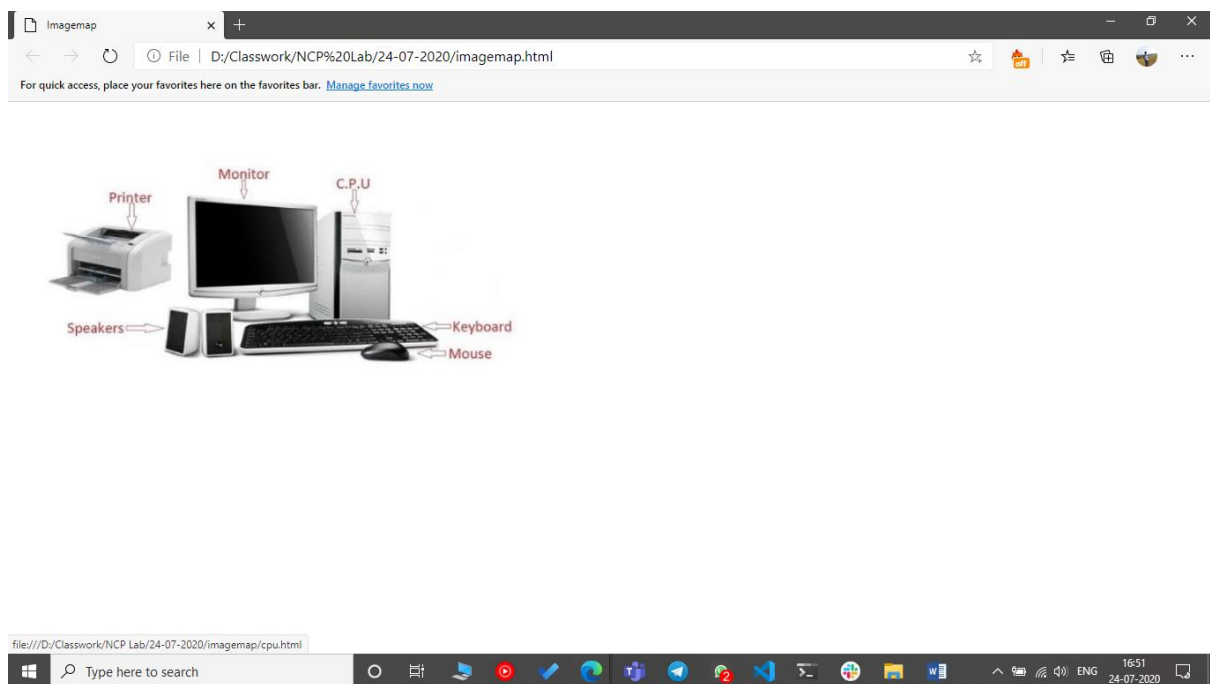 Imagemap
File | D:/Classwork/NCP%20Lab/24-07-2020/imagemap.html
off
For quick access, place your favorites here on the favorites bar. Manage favorites now
Monitor
C.P.U
Printer
Speakers
Keyboard
Mouse
file:///D:/Classwork/NCP Lab/24-07-2020/imagemap/cpu.html
Type here to search
2
ENG
16:51
24-07-2020